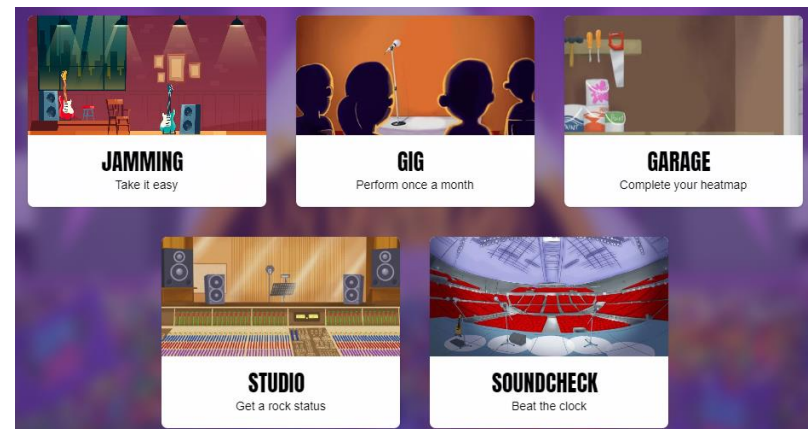 JAMMING
Take it easy
GIG
Perform once a month
GARAGE
Complete your heatmap
STUDIO
Get a rock status
SOUNDCHECK
Beat the clock